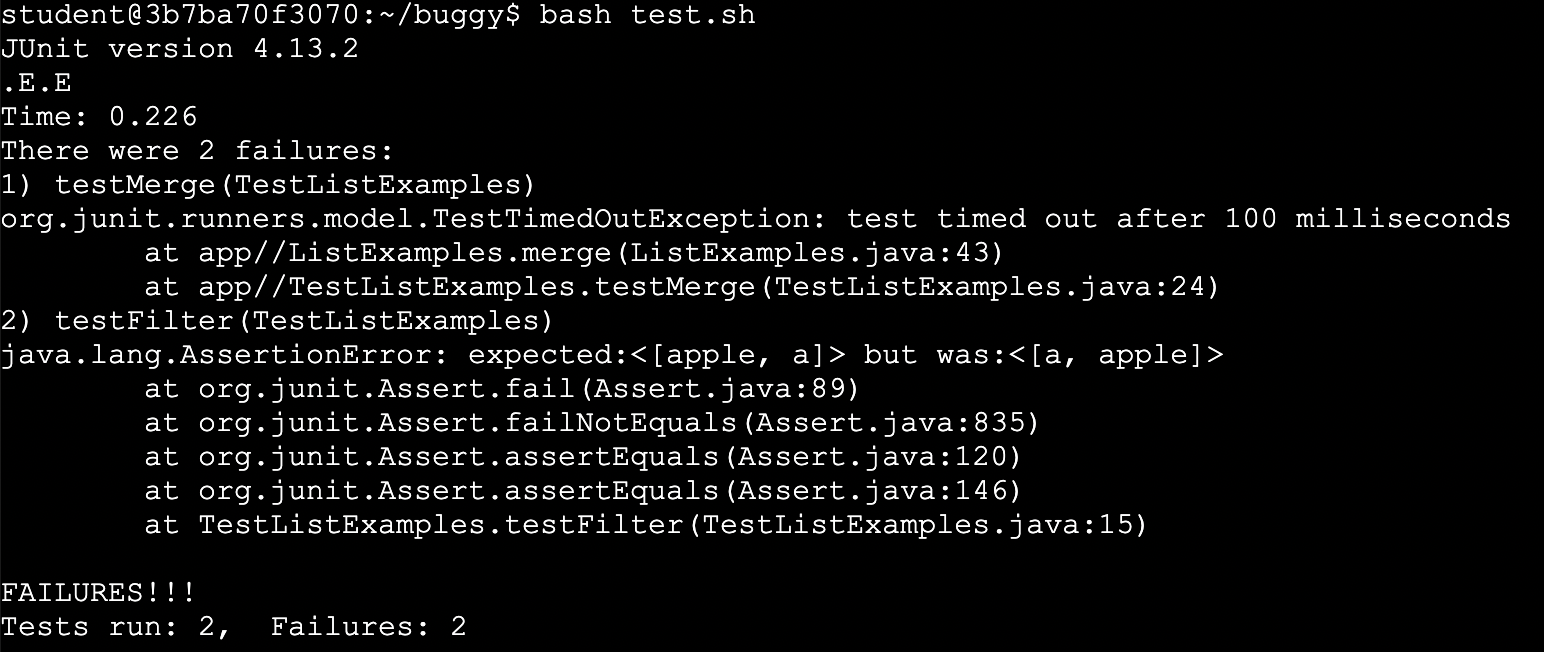 student@3b7ba70f3070:~/buggy$ bash test.sh
JUnit version 4.13.2
.E.E
Time: 0.226
There were 2 failures:
1) testMerge(TestListExamples)
org.junit.runners.model.TestTimedOutException: test timed out after 100 milliseconds
        at app//ListExamples.merge(ListExamples.java:43)
        at app//TestListExamples.testMerge(TestListExamples.java:24)
2) testFilter(TestListExamples)
java.lang.AssertionError: expected:<[apple, a]> but was:<[a, apple]>
        at org.junit.Assert.fail(Assert.java:89)
        at org.junit.Assert.failNotEquals(Assert.java:835)
        at org.junit.Assert.assertEquals(Assert.java:120)
        at org.junit.Assert.assertEquals(Assert.java:146)
        at TestListExamples.testFilter(TestListExamples.java:15)

FAILURES!!!
Tests run: 2,  Failures: 2